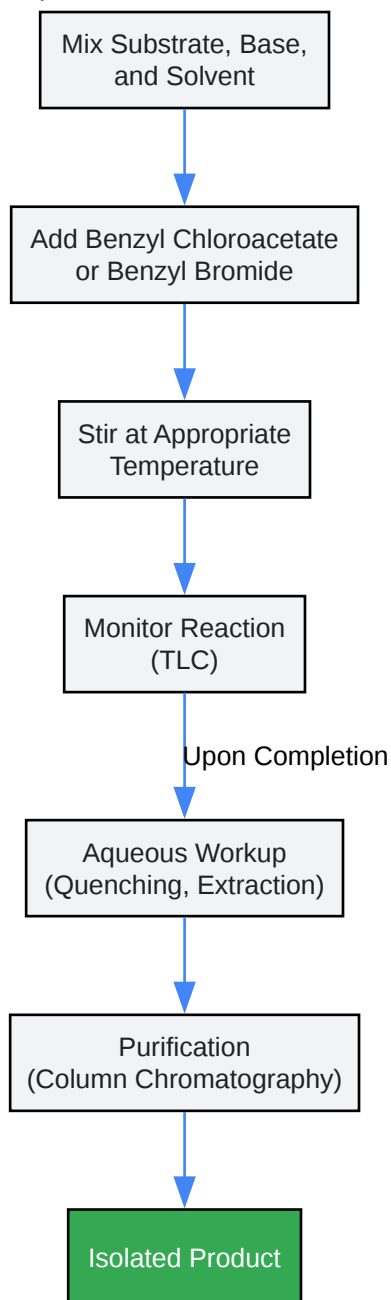 Mix Substrate, Base,
and Solvent
Add Benzyl Chloroacetate
or Benzyl Bromide
Stir at Appropriate
Temperature
Monitor Reaction
(TLC)
Upon Completion
Aqueous Workup
(Quenching, Extraction)
Purification
(Column Chromatography)
Isolated Product